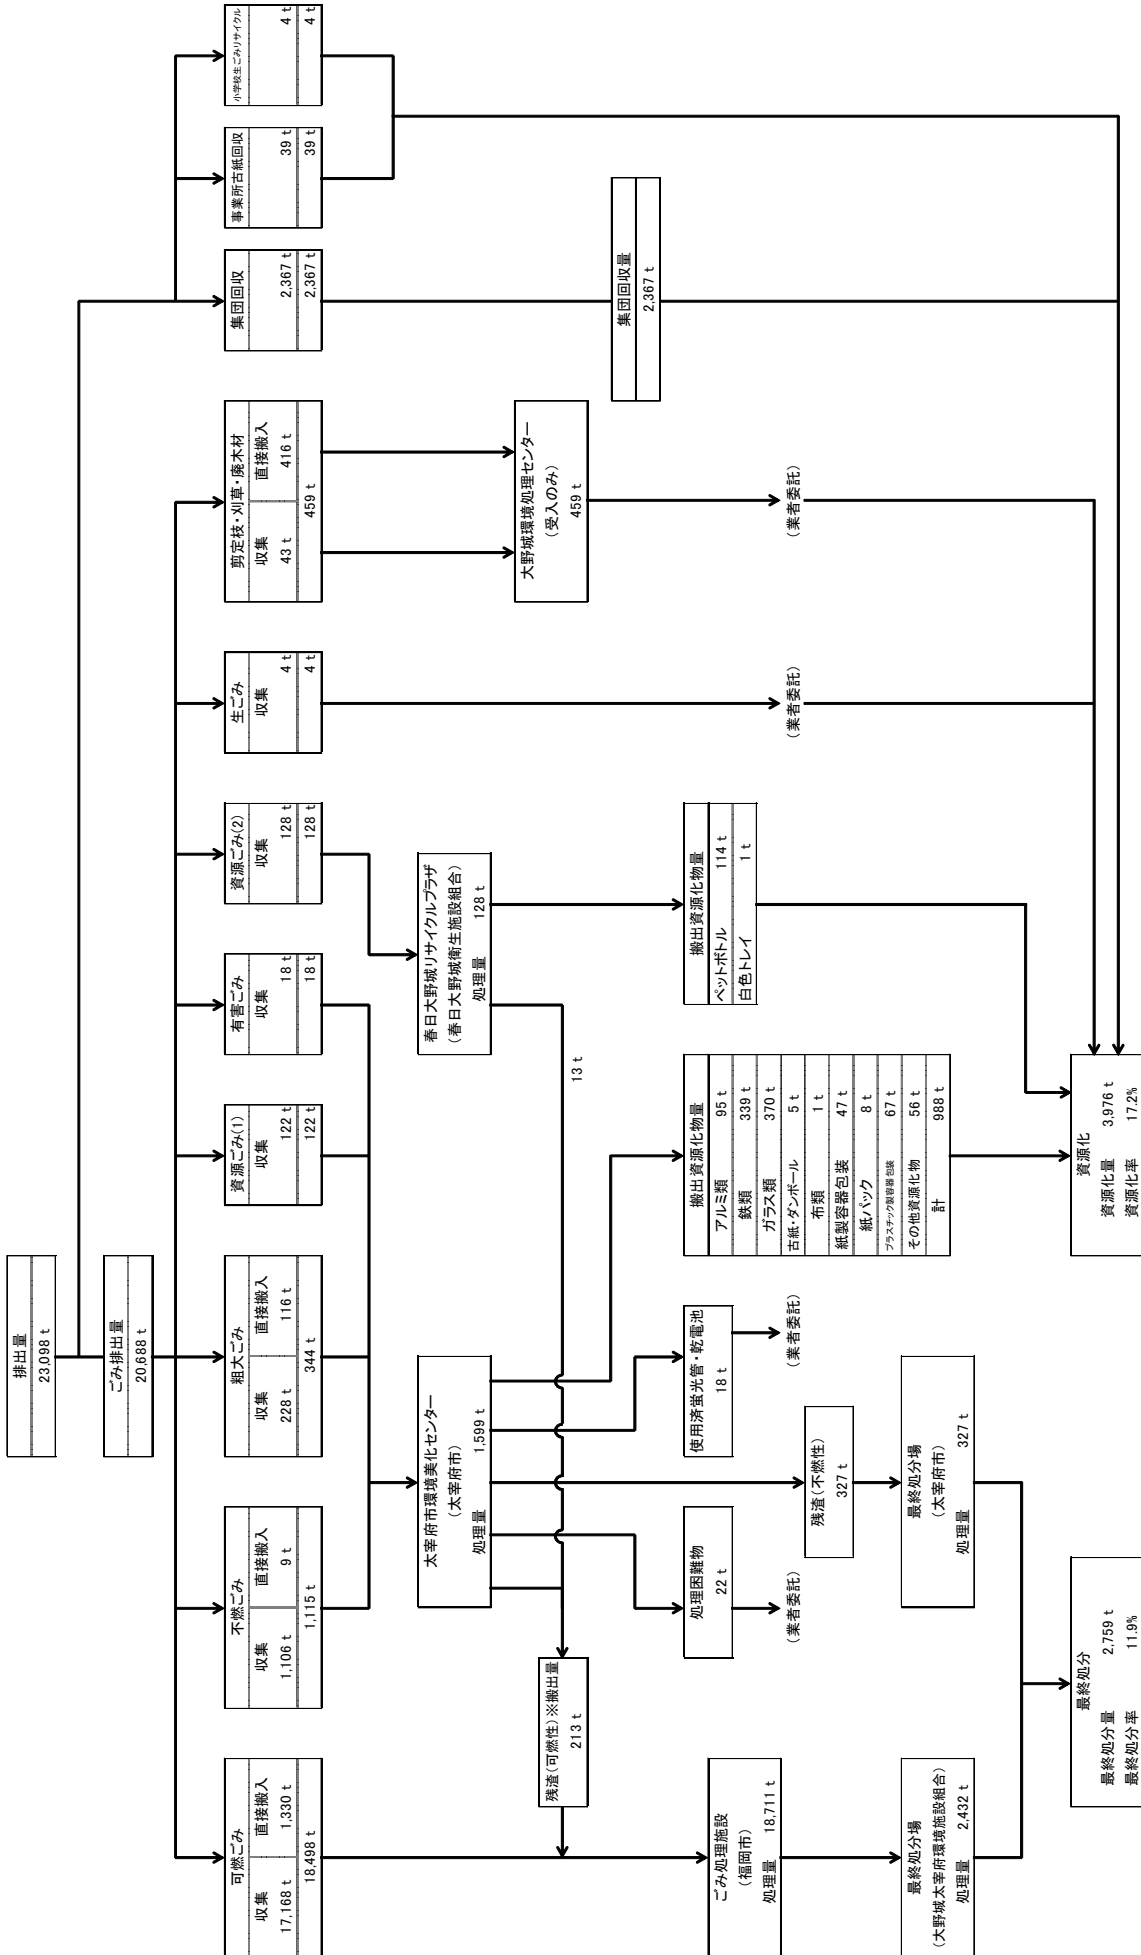 排出量
23,098 t
ごみ排出量
20,688 t
可燃ごみ
収集 直接搬入
17,168 t 1,330 t
18,498 t
不燃ごみ
収集 直接搬入
1,106 t 9 t
1,115 t
粗大ごみ
収集 直接搬入
228 t 116 t
344 t
資源ごみ(1)
収集
122 t
122 t
有害ごみ
収集
18 t
18 t
資源ごみ(2)
収集
128 t
128 t
生ごみ
収集
4 t
4 t
剪定枝・刈草・廃木材
収集 直接搬入
43 t 416 t
459 t
集団回収
2,367 t
2,367 t
事業所古紙回収
39 t
39 t
小学校生ごみリサイクル
4 t
4 t
太宰府市環境美化センター
(太宰府市)
処理量 1,599 t
春日大野城リサイクルプラザ
(春日大野城衛生施設組合)
処理量 128 t
大野城環境処理センター
(受入のみ)
459 t
残渣(可燃性)※搬出量
213 t
13 t
集団回収量
2,367 t
処理困難物
22 t
(業者委託)
使用済蛍光管・乾電池
18 t
(業者委託)
搬出資源化物量
アルミ類 95 t
鉄類 339 t
ガラス類 370 t
古紙・ダンボール 5 t
布類 1 t
紙製容器包装 47 t
紙パック 8 t
プラスチック製容器包装 67 t
その他資源化物 56 t
計 988 t
搬出資源化物量
ペットボトル 114 t
白色トレイ 1 t
(業者委託)
(業者委託)
ごみ処理施設
(福岡市)
処理量 18,711 t
残渣(不燃性)
327 t
最終処分場
(大野城太宰府環境施設組合)
処理量 2,432 t
最終処分場
(太宰府市)
処理量 327 t
最終処分
最終処分量 2,759 t
最終処分率 11.9%
資源化
資源化量 3,976 t
資源化率 17.2%